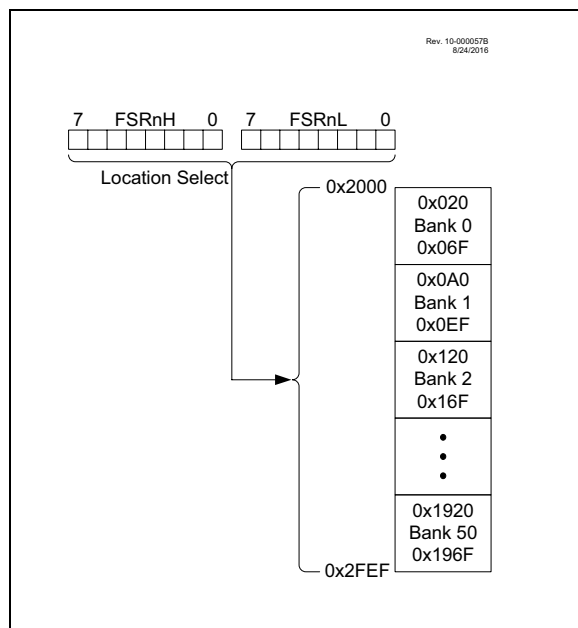 Rev. 10-000057B
8/24/2016
7 FSRnH 0 7 FSRnL 0
Location Select
0x2000
0x020
Bank 0
0x06F
0x0A0
Bank 1
0x0EF
0x120
Bank 2
0x16F
0x1920
Bank 50
0x196F
0x2FEF